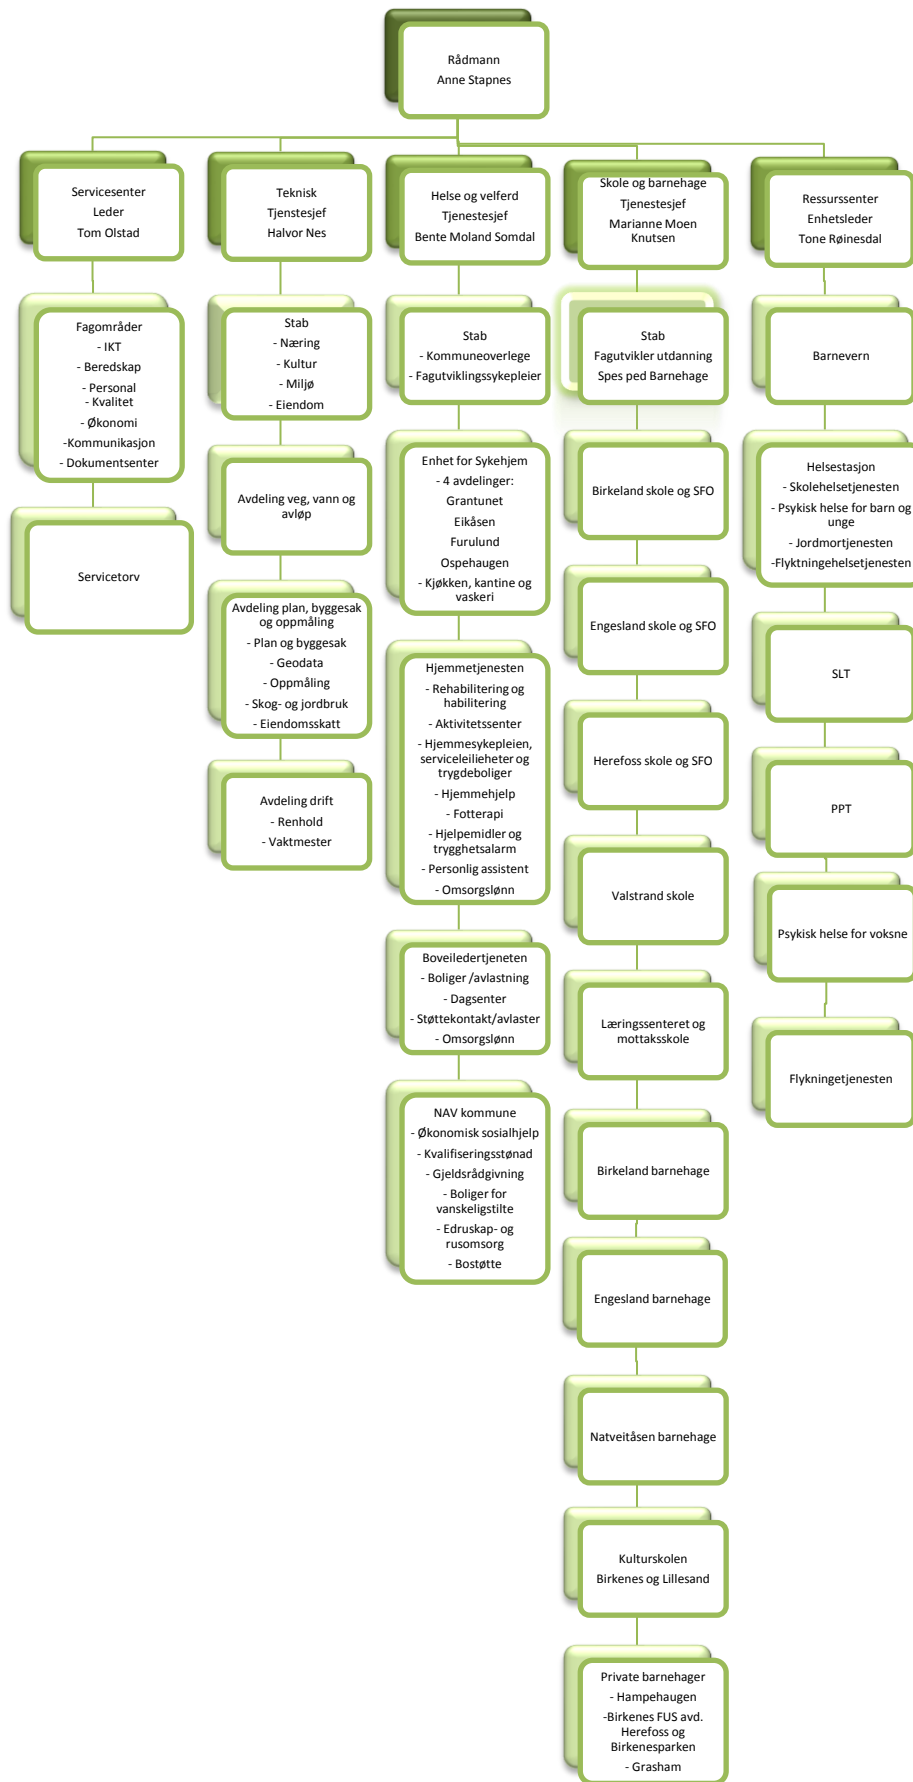 Rådmann
Anne Stapnes
Servicesenter
Leder
Tom Olstad
Fagområder
- IKT
- Beredskap
- Personal
- Kvalitet
- Økonomi
-Kommunikasjon
- Dokumentsenter
Servicetorv
Teknisk
Tjenstesjef
Halvor Nes
Stab
- Næring
- Kultur
- Miljø
- Eiendom
Avdeling veg, vann og
avløp
Avdeling plan, byggesak
og oppmåling
- Plan og byggesak
- Geodata
- Oppmåling
- Skog- og jordbruk
- Eiendomsskatt
Avdeling drift
- Renhold
- Vaktmester
Helse og velferd
Tjenestesjef
Bente Moland Somdal
Stab
- Kommuneoverlege
- Fagutviklingssykepleier
Enhet for Sykehjem
- 4 avdelinger:
Grantunet
Eikåsen
Furulund
Ospehaugen
- Kjøkken, kantine og
vaskeri
Hjemmetjenesten
- Rehabilitering og
habilitering
- Aktivitetssenter
- Hjemmesykepleien,
serviceleilieheter og
trygdeboliger
- Hjemmehjelp
- Fotterapi
- Hjelpemidler og
trygghetsalarm
- Personlig assistent
- Omsorgslønn
Boveiledertjeneten
- Boliger /avlastning
- Dagsenter
- Støttekontakt/avlaster
- Omsorgslønn
NAV kommune
- Økonomisk sosialhjelp
- Kvalifiseringsstønad
- Gjeldsrådgivning
- Boliger for
vanskeligstilte
- Edruskap- og
rusomsorg
- Bostøtte
Skole og barnehage
Tjenestesjef
Marianne Moen
Knutsen
Stab
Fagutvikler utdanning
Spes ped Barnehage
Birkeland skole og SFO
Engesland skole og SFO
Herefoss skole og SFO
Valstrand skole
Læringssenteret og
mottaksskole
Birkeland barnehage
Engesland barnehage
Natveitåsen barnehage
Kulturskolen
Birkenes og Lillesand
Private barnehager
- Hampehaugen
-Birkenes FUS avd.
Herefoss og
Birkenesparken
- Grasham
Ressurssenter
Enhetsleder
Tone Røinesdal
Barnevern
Helsestasjon
- Skolehelsetjenesten
- Psykisk helse for barn og
unge
- Jordmortjenesten
-Flyktningehelsetjenesten
SLT
PPT
Psykisk helse for voksne
Flykningetjenesten